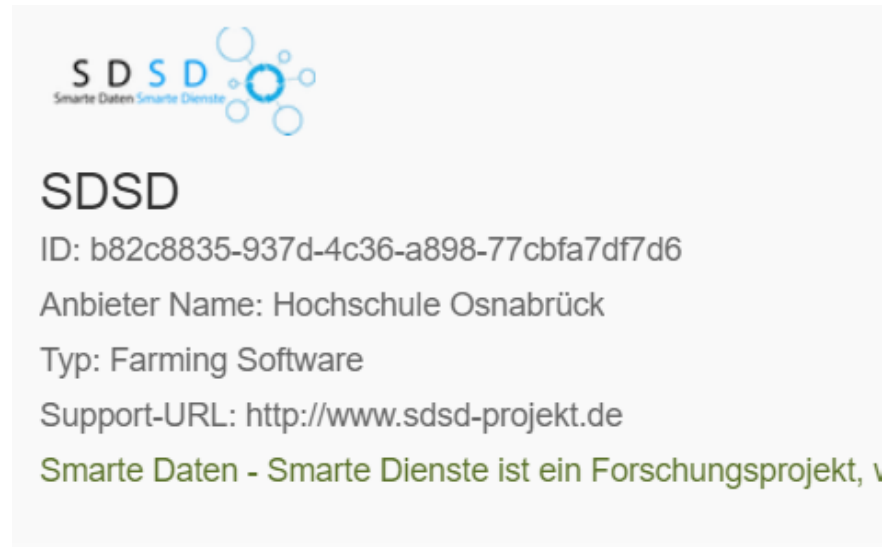 S D S D
Smarte Daten Smarte Dienste
SDSD
ID: b82c8835-937d-4c36-a898-77cbfa7df7d6
Anbieter Name: Hochschule Osnabrück
Typ: Farming Software
Support-URL: http://www.sdsd-projekt.de
Smarte Daten - Smarte Dienste ist ein Forschungsprojekt,